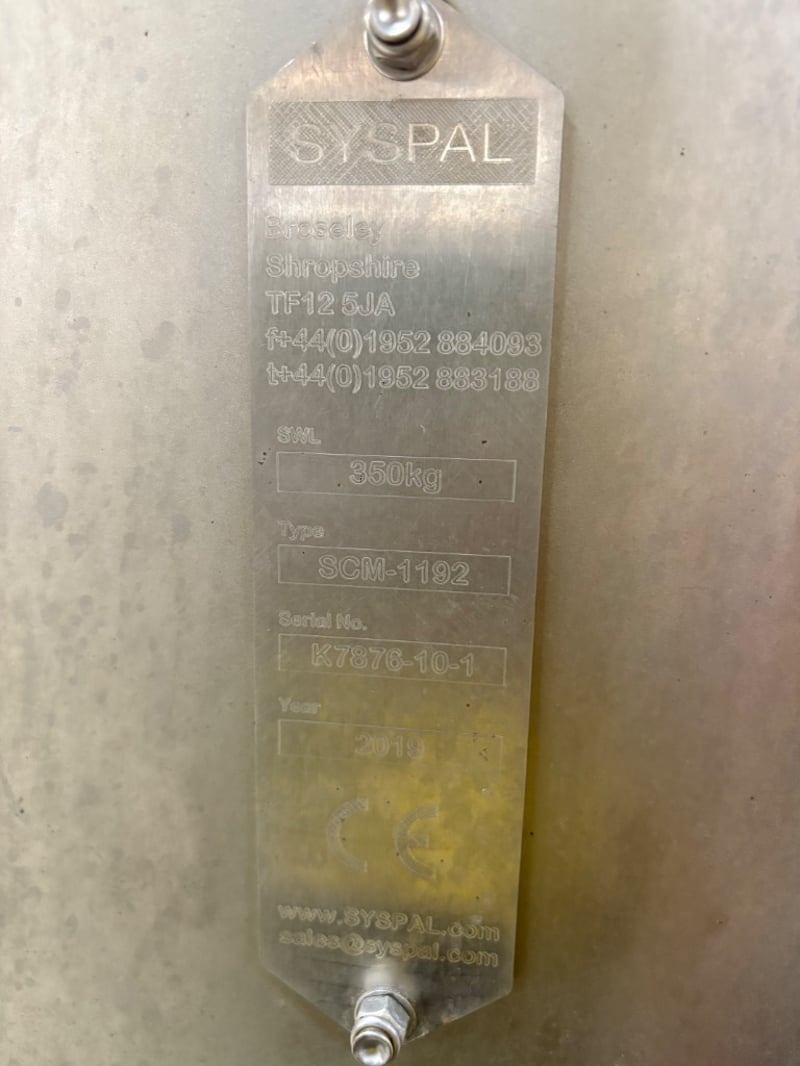 SYSPAL
Broseley
Shropshire
TF12 5JA
f+44(0)1952 884093
t+44(0)1952 883188
SWL
350kg
Type
SCM-1192
Serial No.
K7876-10-1
Year
2019
CE
www.SYSPAL.com
sales@syspal.com